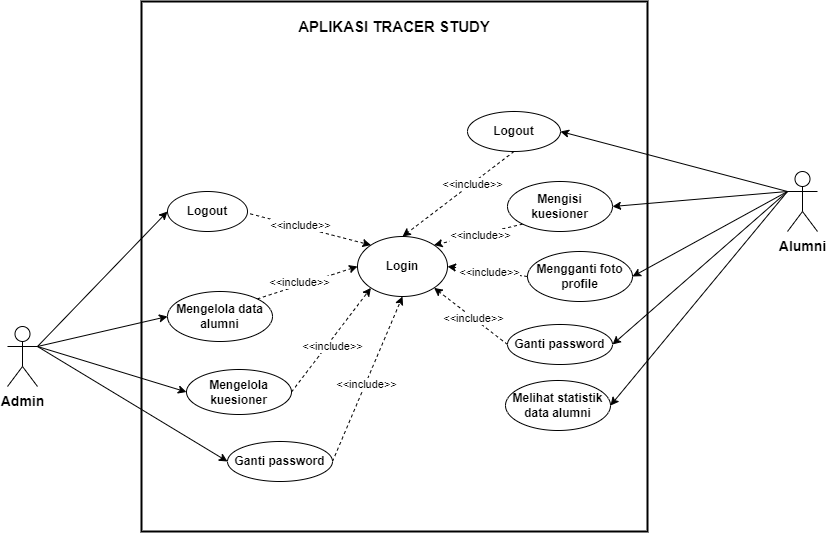 APLIKASI TRACER STUDY
Logout
<<include>>
Mengisi
kuesioner
Logout
<<include>>
<<include>>
Alumni
Login
Mengganti foto
profile
<<include>>
<<include>>
Mengelola data
alumni
<<include>>
Ganti password
<<include>>
Admin
Mengelola
kuesioner
<<include>>
Melihat statistik
data alumni
Ganti password